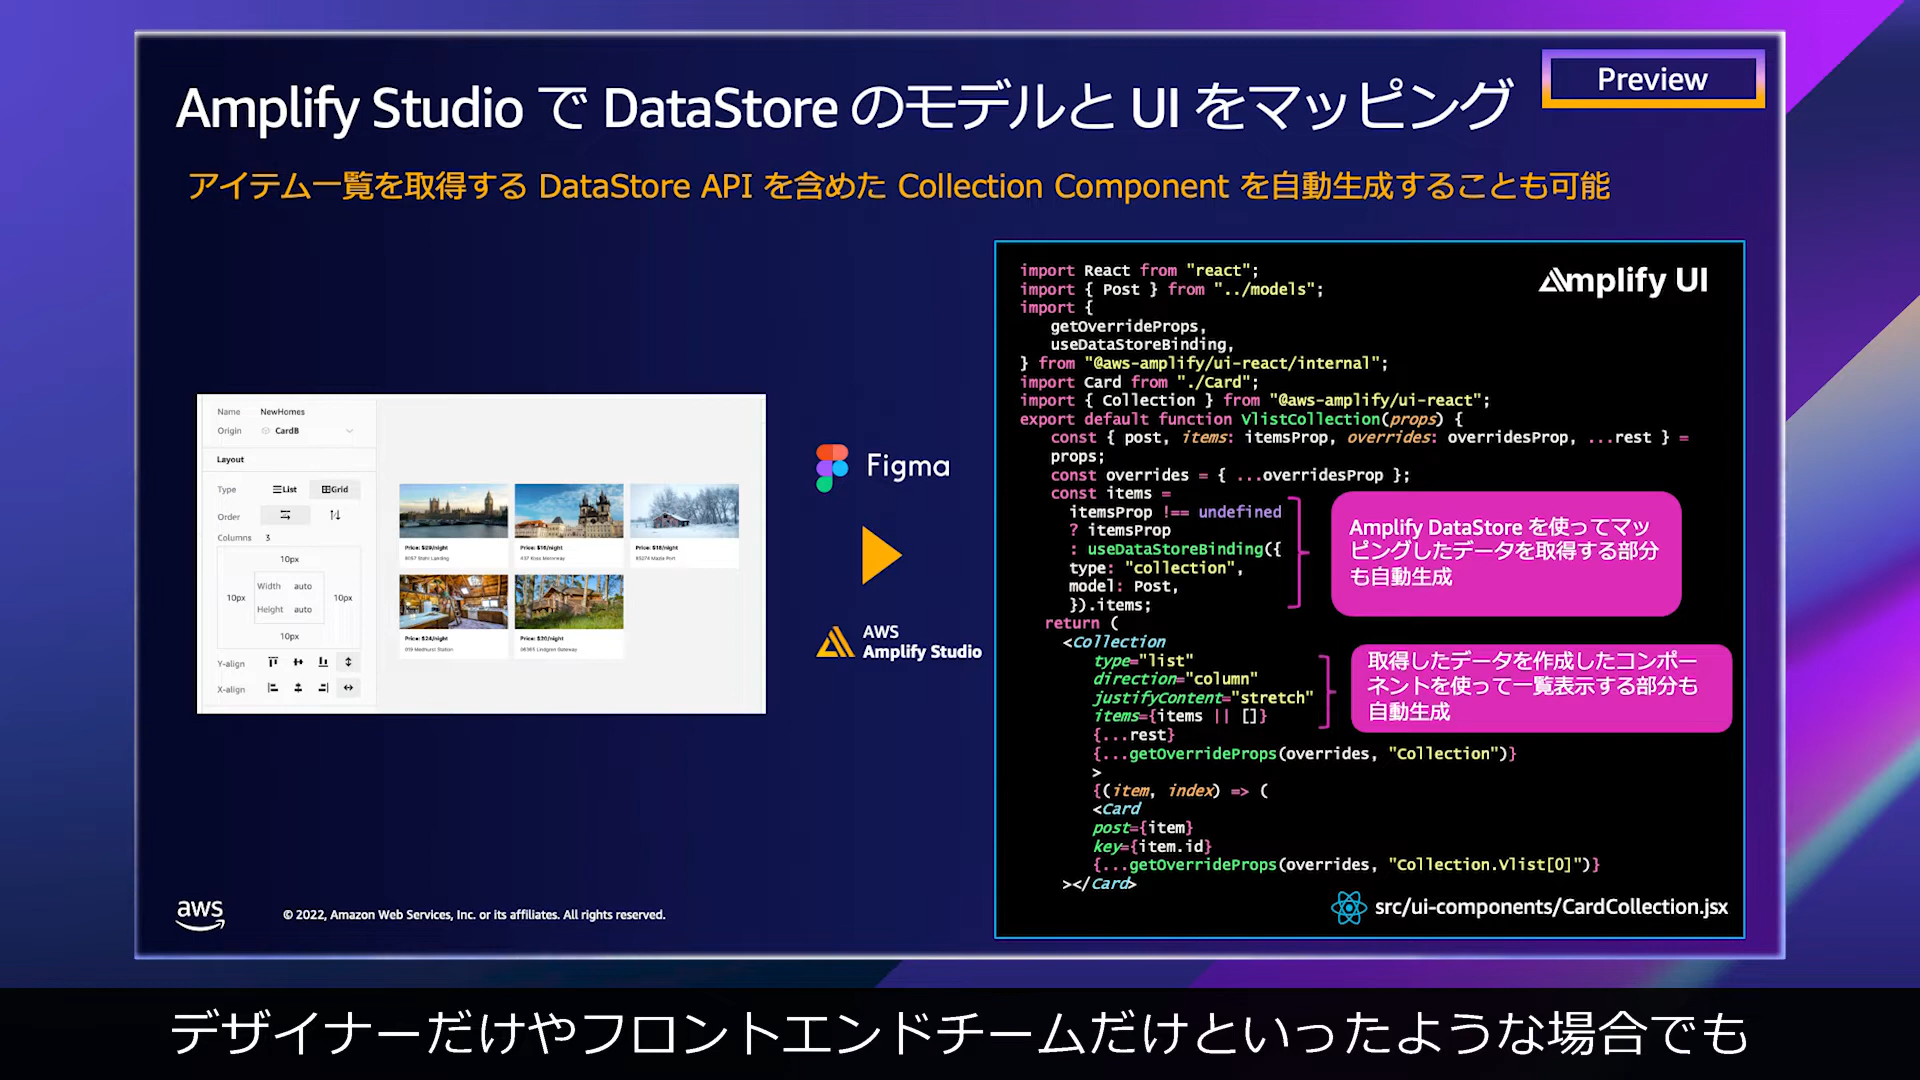 Preview
Amplify Studio で DataStore のモデルと UI をマッピング
アイテム一覧を取得する DataStore API を含めた Collection Component を自動生成することも可能
Name NewHomes
Origin CardB
Layout
Type List Grid
Order
Columns 3
10px
Width auto
10px 10px
Height auto
10px
Y-align
X-align
Price: $16/night
Price: $18/night
Price: $24/night
Price: $20/night
Figma
AWS
Amplify Studio
Amplify UI
import React from "react";
import { Post } from "../models";
import {
getOverrideProps,
useDataStoreBinding,
} from "@aws-amplify/ui-react/internal";
import Card from "./Card";
import { Collection } from "@aws-amplify/ui-react";
export default function VlistCollection(props) {
const { post, items: itemsProp, overrides: overridesProp, ...rest } =
props;
const overrides = { ...overridesProp };
const items =
itemsProp !== undefined
? itemsProp
: useDataStoreBinding({
type: "collection",
model: Post,
}).items;
return (
<Collection
type="list"
direction="column"
justifyContent="stretch"
items={items || []}
{...rest}
{...getOverrideProps(overrides, "Collection")}
>
{(item, index) => (
<Card
post={item}
key={item.id}
{...getOverrideProps(overrides, "Collection.Vlist[0]")}
></Card>
Amplify DataStore を使ってマッ
ピングしたデータを取得する部分
も自動生成
取得したデータを作成したコンポー
ネントを使って一覧表示する部分も
自動生成
src/ui-components/CardCollection.jsx
aws
© 2022, Amazon Web Services, Inc. or its affiliates. All rights reserved.
デザイナーだけやフロントエンドチームだけといったような場合でも